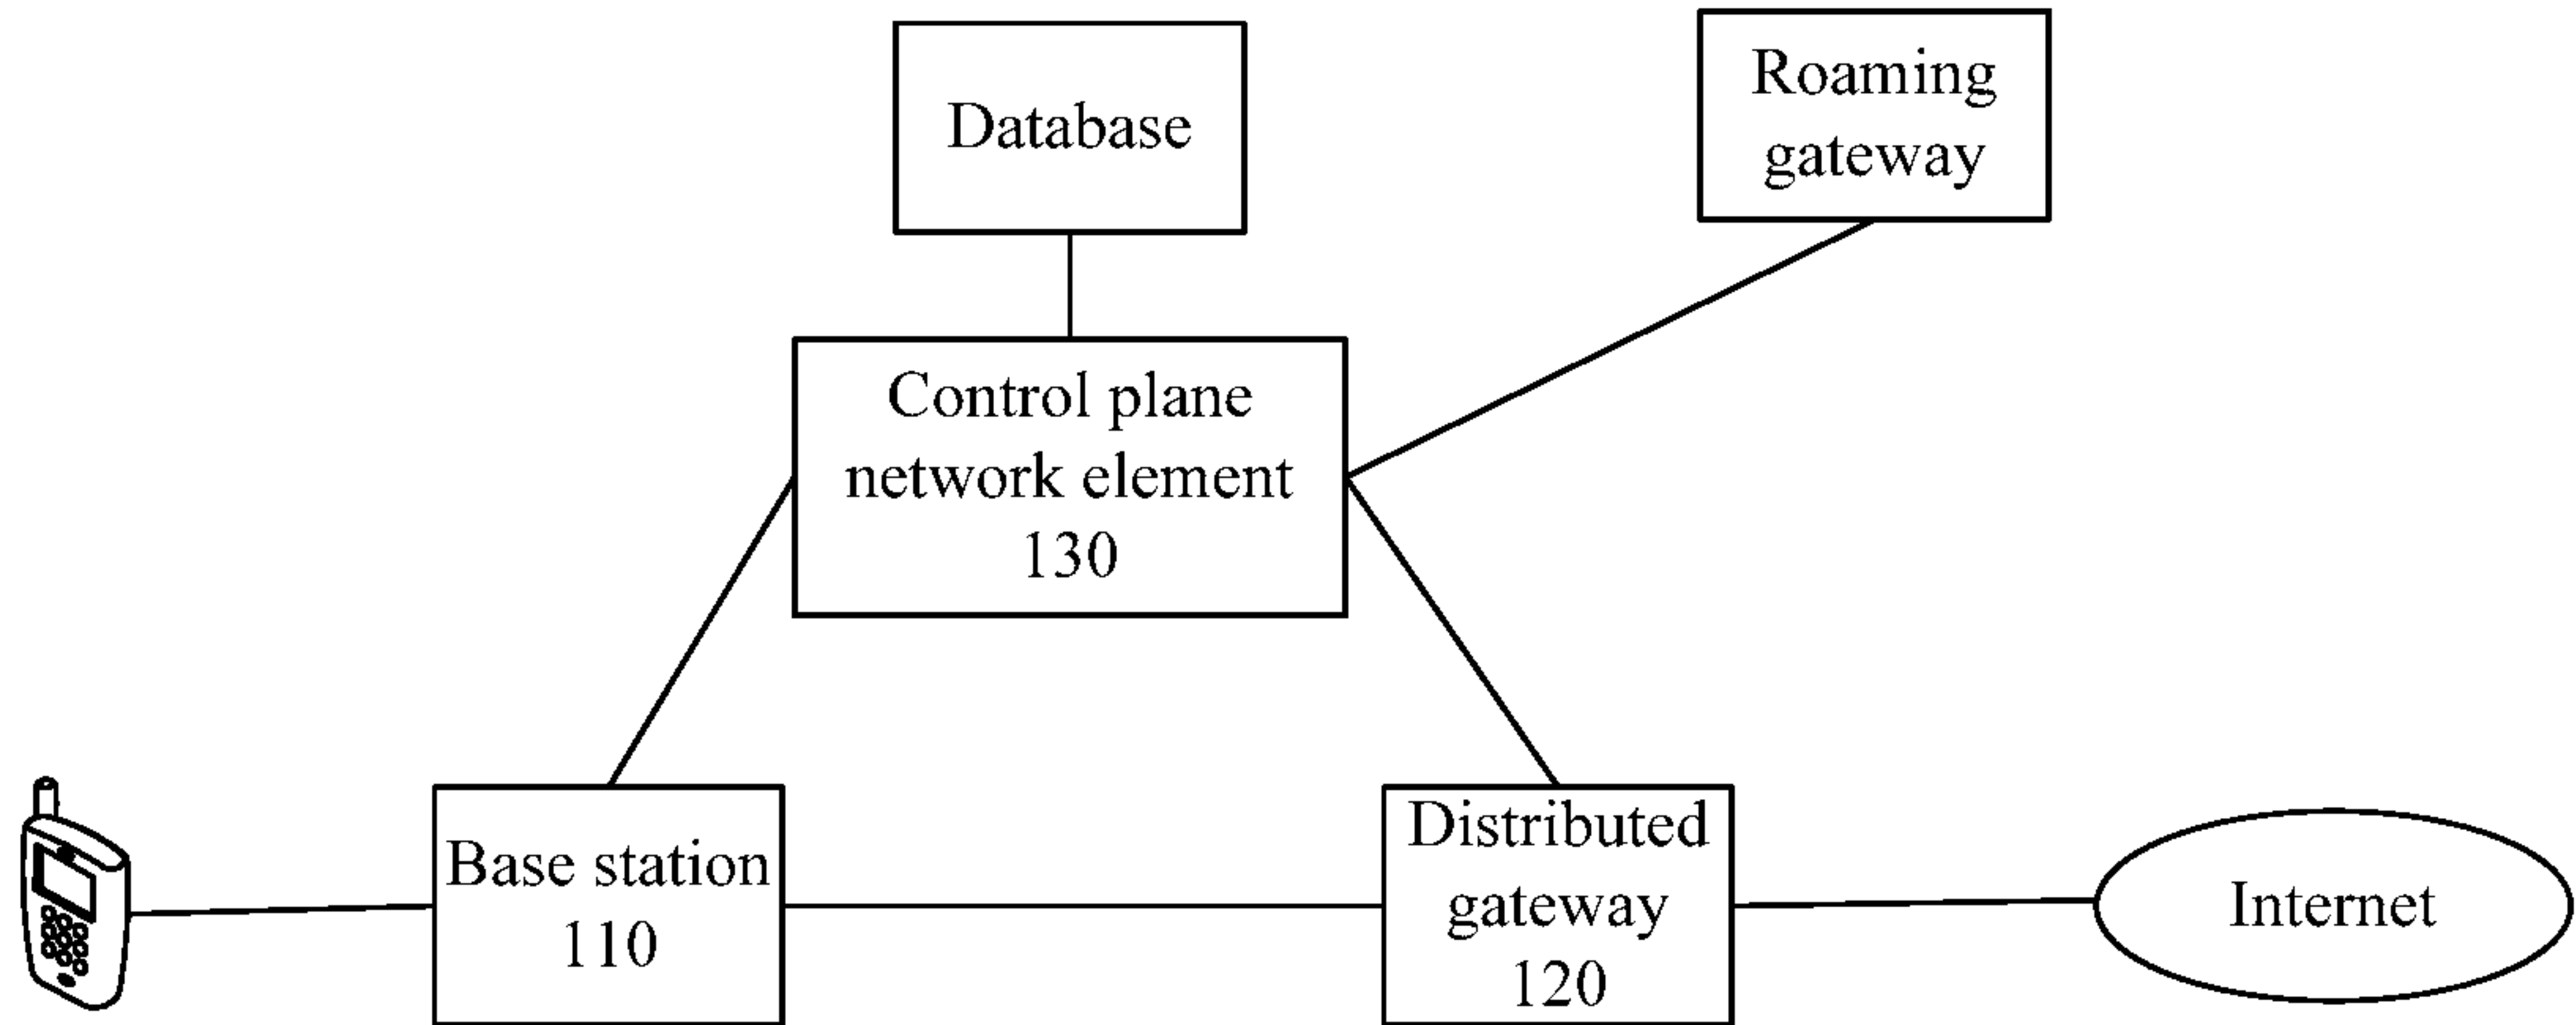 Database
Roaming
gateway
Control plane
network element
130
Base station
110
Distributed
gateway
120
Internet